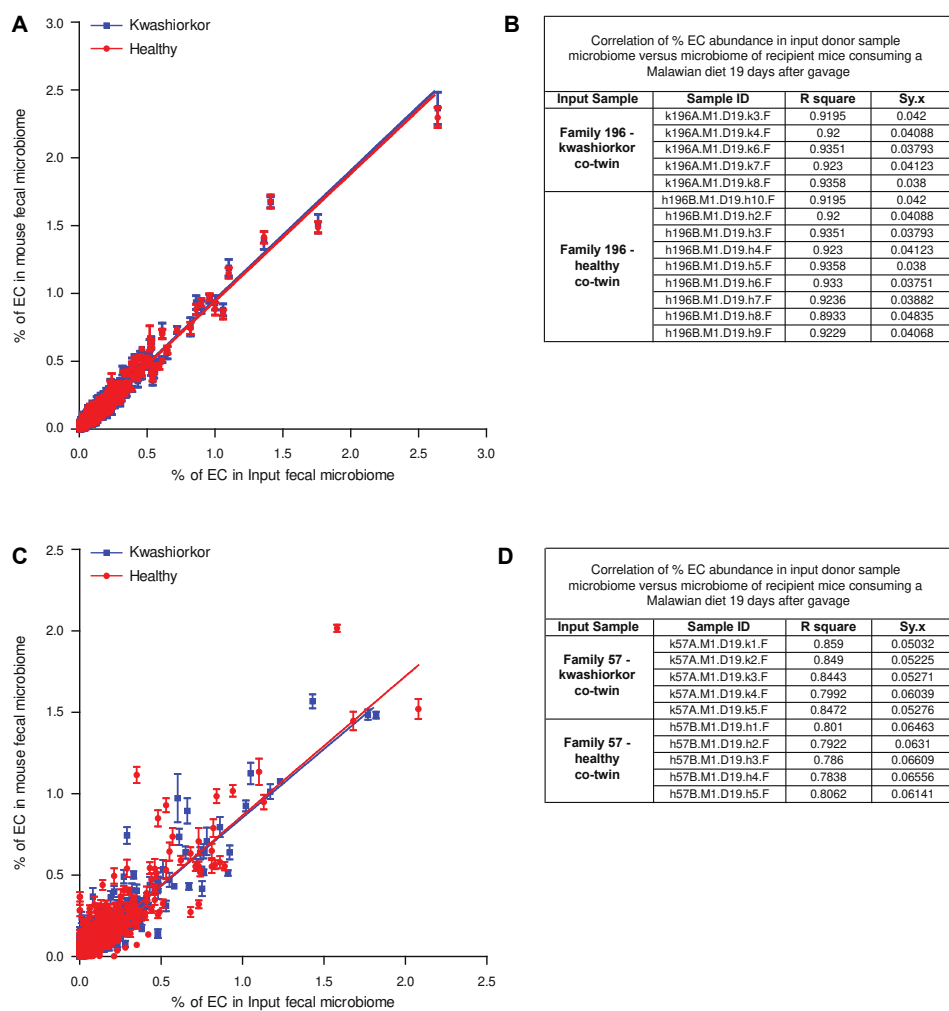 A
Kwashiorkor
Healthy
3.0
2.5
2.0
1.5
1.0
0.5
0.0
% of EC in mouse fecal microbiome
0.0 0.5 1.0 1.5 2.0 2.5 3.0
% of EC in Input fecal microbiome
B
Correlation of % EC abundance in input donor sample
microbiome versus microbiome of recipient mice consuming a
Malawian diet 19 days after gavage
Input Sample Sample ID R square Sy.x
Family 196 -
kwashiorkor
co-twin
k196A.M1.D19.k3.F 0.9195 0.042
k196A.M1.D19.k4.F 0.92 0.04088
k196A.M1.D19.k6.F 0.9351 0.03793
k196A.M1.D19.k7.F 0.923 0.04123
k196A.M1.D19.k8.F 0.9358 0.038
Family 196 -
healthy
co-twin
h196B.M1.D19.h10.F 0.9195 0.042
h196B.M1.D19.h2.F 0.92 0.04088
h196B.M1.D19.h3.F 0.9351 0.03793
h196B.M1.D19.h4.F 0.923 0.04123
h196B.M1.D19.h5.F 0.9358 0.038
h196B.M1.D19.h6.F 0.933 0.03751
h196B.M1.D19.h7.F 0.9236 0.03882
h196B.M1.D19.h8.F 0.8933 0.04835
h196B.M1.D19.h9.F 0.9229 0.04068
C
Kwashiorkor
Healthy
2.5
2.0
1.5
1.0
0.5
0.0
% of EC in mouse fecal microbiome
0.0 0.5 1.0 1.5 2.0 2.5
% of EC in Input fecal microbiome
D
Correlation of % EC abundance in input donor sample
microbiome versus microbiome of recipient mice consuming a
Malawian diet 19 days after gavage
Input Sample Sample ID R square Sy.x
Family 57 -
kwashiorkor
co-twin
k57A.M1.D19.k1.F 0.859 0.05032
k57A.M1.D19.k2.F 0.849 0.05225
k57A.M1.D19.k3.F 0.8443 0.05271
k57A.M1.D19.k4.F 0.7992 0.06039
k57A.M1.D19.k5.F 0.8472 0.05276
Family 57 -
healthy
co-twin
h57B.M1.D19.h1.F 0.801 0.06463
h57B.M1.D19.h2.F 0.7922 0.0631
h57B.M1.D19.h3.F 0.786 0.06609
h57B.M1.D19.h4.F 0.7838 0.06556
h57B.M1.D19.h5.F 0.8062 0.06141